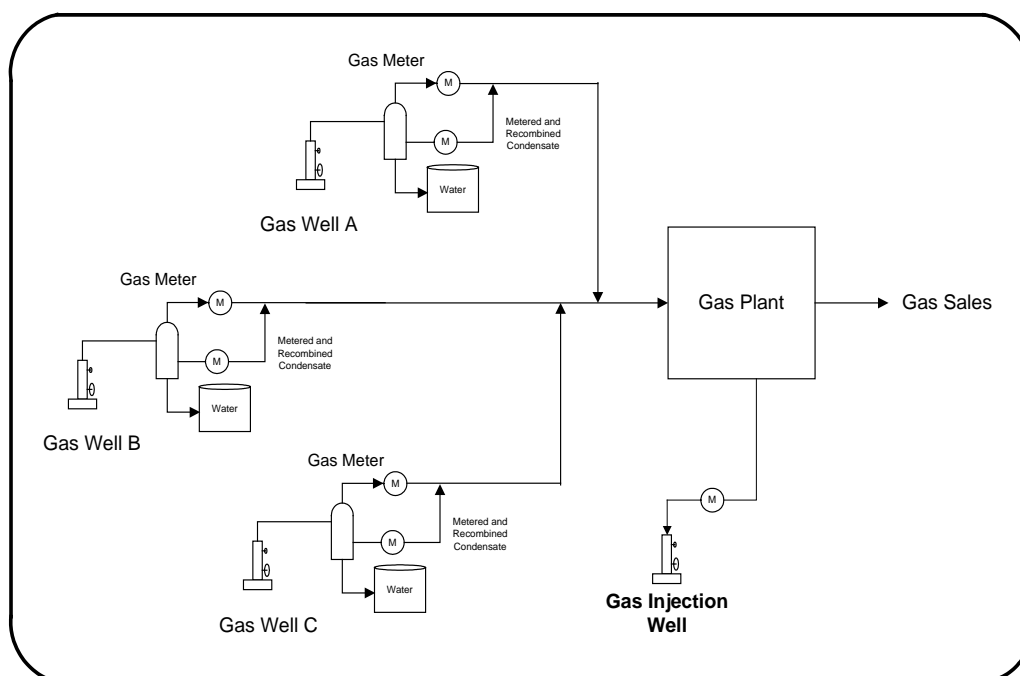 Gas Meter
M
Metered and
Recombined
Condensate
M
Water
Gas Well A
Gas Meter
M
Metered and
Recombined
Condensate
M
Water
Gas Well B
Gas Plant
Gas Sales
Gas Meter
M
Metered and
Recombined
Condensate
M
Water
Gas Well C
M
Gas Injection
Well